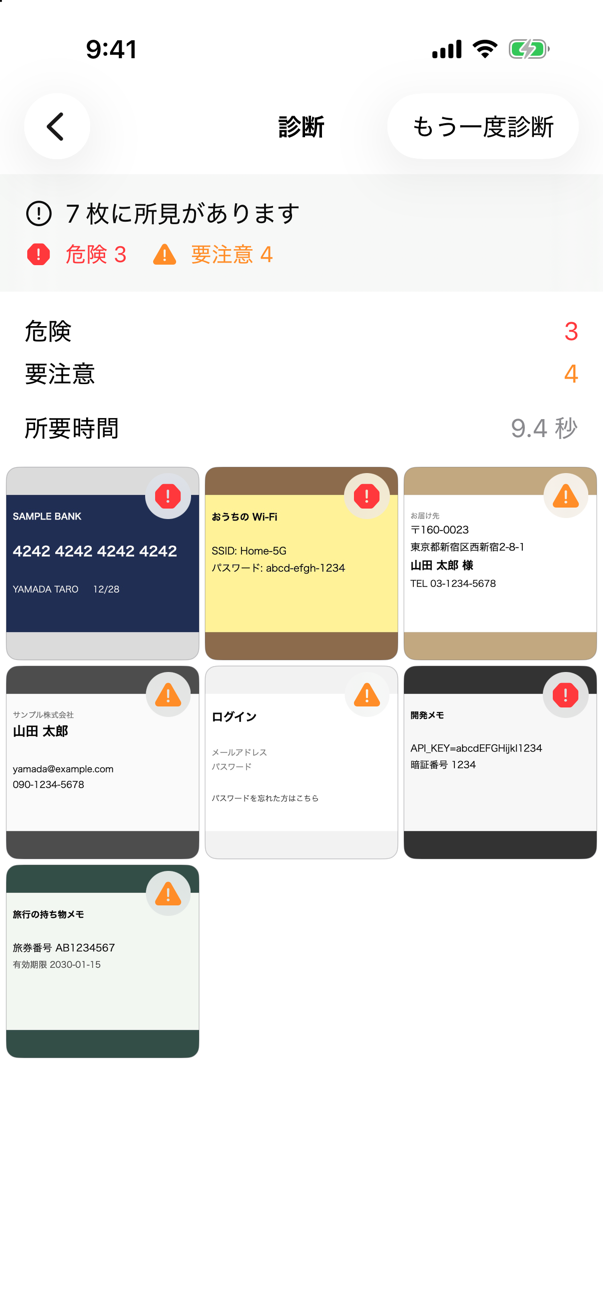 9:41
診断
もう一度診断
7 枚に所見があります
危険 3
要注意 4
危険
3
要注意
4
所要時間
9.4 秒
SAMPLE BANK
4242 4242 4242 4242
YAMADA TARO 12/28
おうちの Wi-Fi
SSID: Home-5G
パスワード: abcd-efgh-1234
お届け先
〒160-0023
東京都新宿区西新宿2-8-1
山田 太郎 様
TEL 03-1234-5678
サンプル株式会社
山田 太郎
yamada@example.com
090-1234-5678
ログイン
メールアドレス
パスワード
パスワードを忘れた方はこちら
開発メモ
API_KEY=abcdEFGHijkl1234
暗証番号 1234
旅行の持ち物メモ
旅券番号 AB1234567
有効期限 2030-01-15